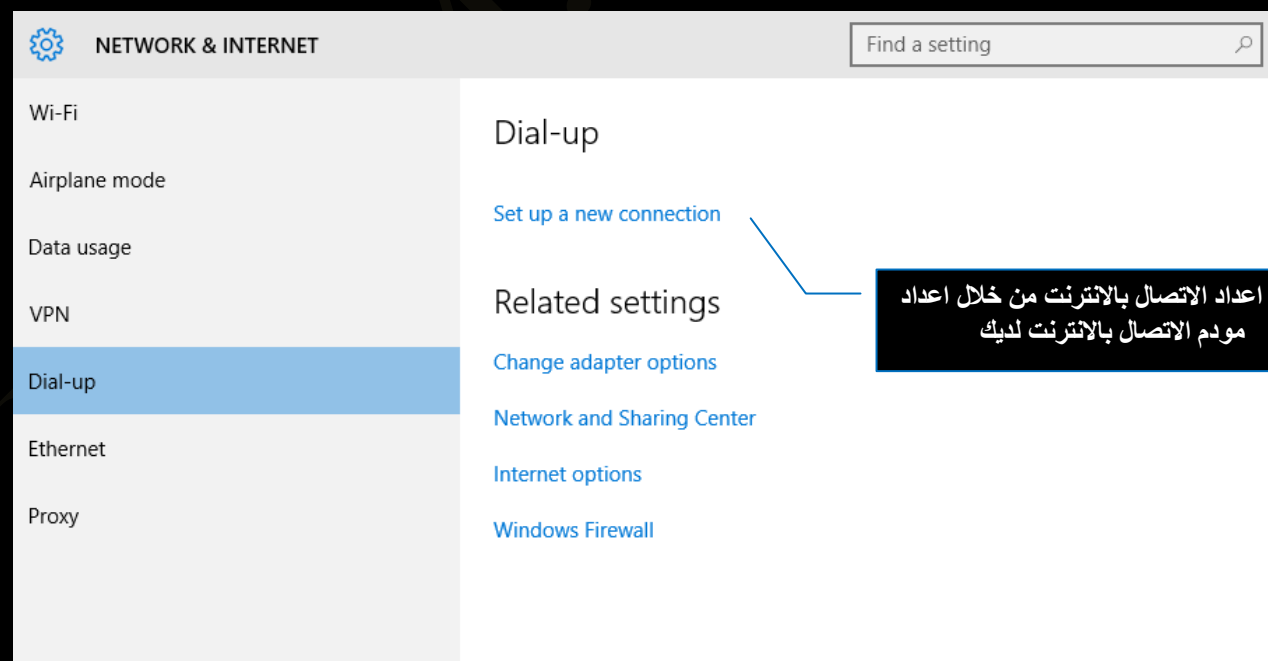 NETWORK & INTERNET
Find a setting
Wi-Fi
Airplane mode
Data usage
VPN
Dial-up
Ethernet
Proxy
Dial-up
Set up a new connection
Related settings
Change adapter options
Network and Sharing Center
Internet options
Windows Firewall
اعداد الاتصال بالانترنت من خلال اعداد
مودم الاتصال بالانترنت لديك